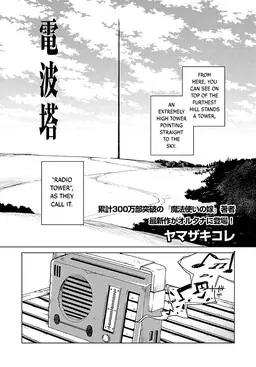 電波塔
FROM
HERE, YOU
CAN SEE ON
TOP OF THE
FURTHEST
HILL STANDS
A TOWER,
AN
EXTREMELY
HIGH TOWER
POINTING
STRAIGHT
TO THE
SKY.
"RADIO
TOWER",
AS THEY
CALL IT.
累計300万部突破の『魔法使いの嫁』著者
最新作がオルタナに登場！
ヤマザキコレ